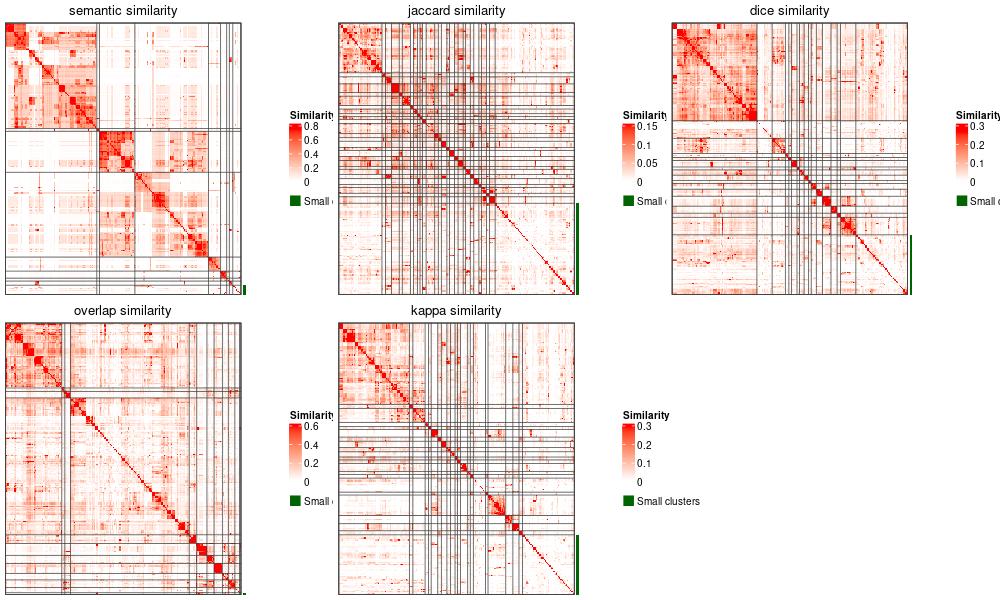 semantic similarity
Similarity
0.8
0.6
0.4
0.2
0
Small
jaccard similarity
Similarity
0.15
0.1
0.05
0
Small
dice similarity
Similarity
0.3
0.2
0.1
0
Small
overlap similarity
Similarity
0.6
0.4
0.2
0
Small
kappa similarity
Similarity
0.3
0.2
0.1
0
Small clusters